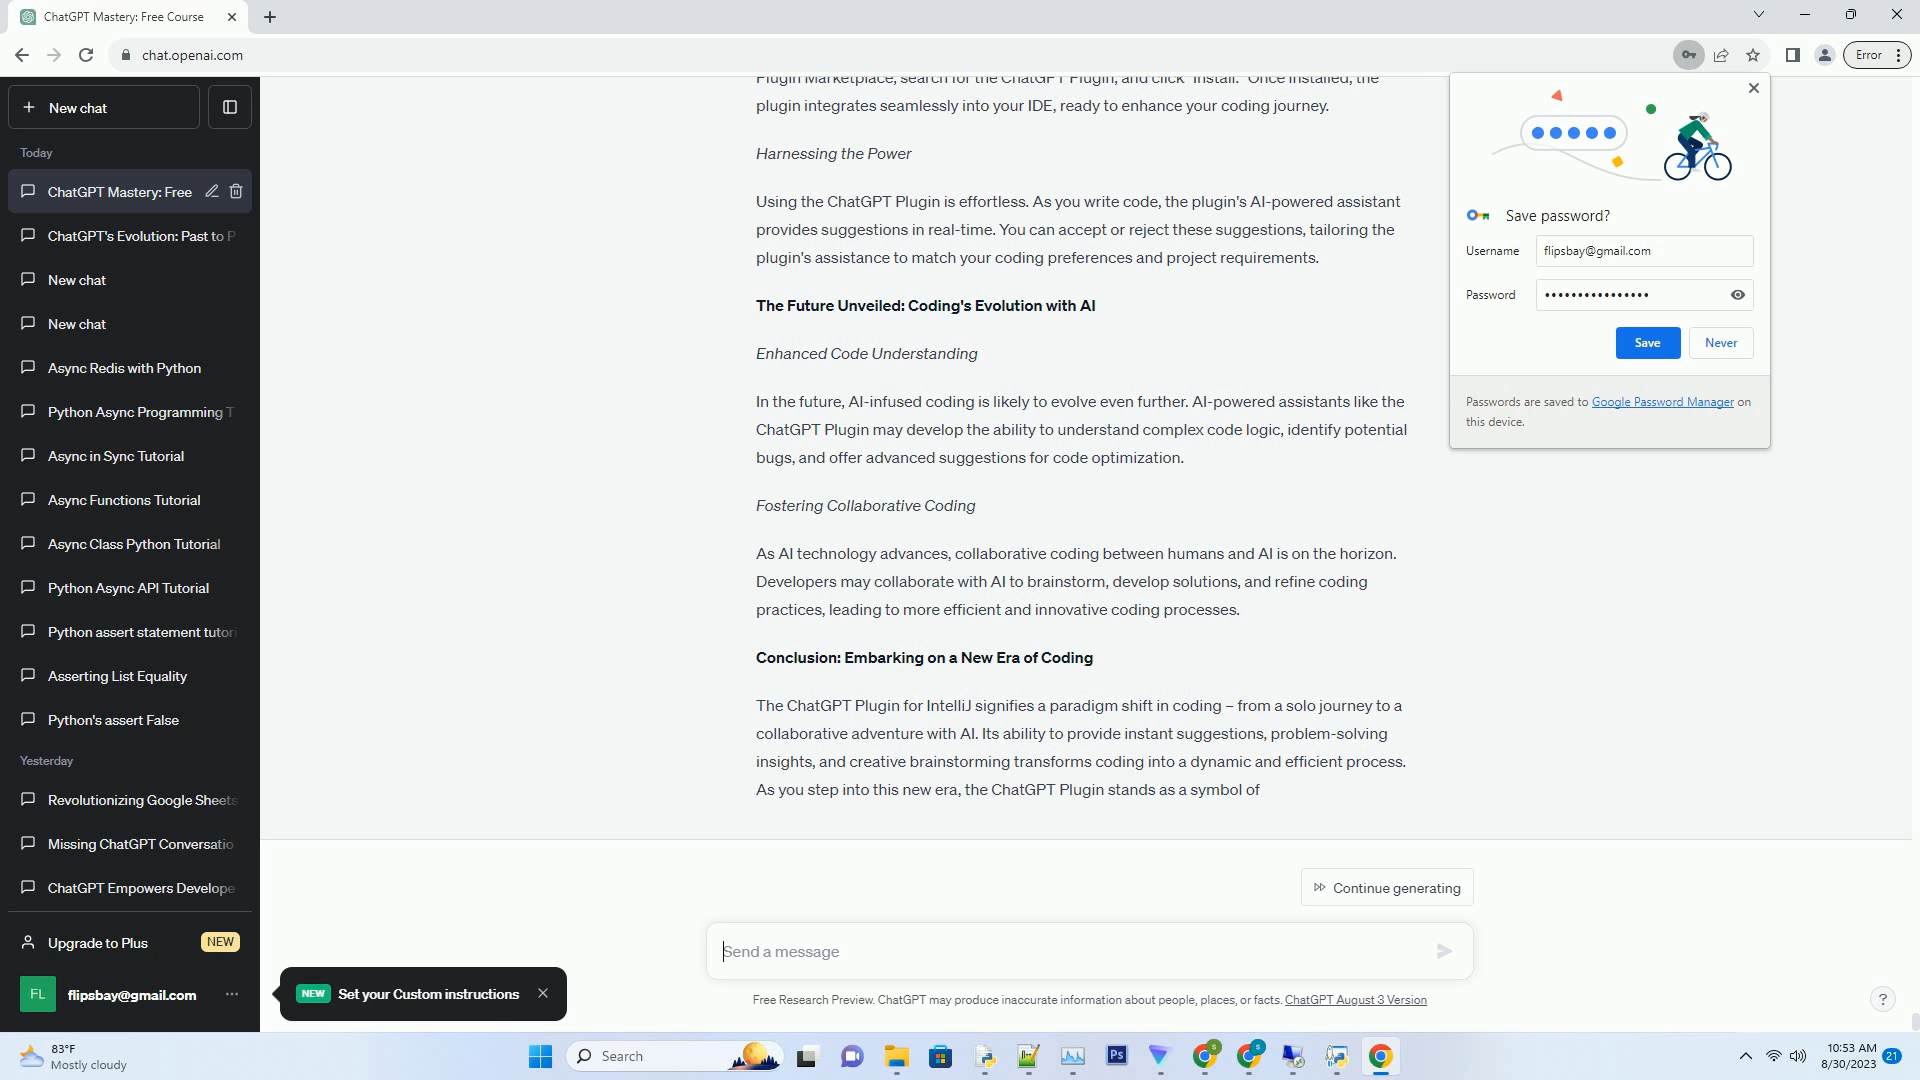 ChatGPT Mastery: Free Course
chat.openai.com
Error
New chat
Today
ChatGPT Mastery: Free
ChatGPT's Evolution: Past to P
New chat
New chat
Async Redis with Python
Python Async Programming T
Async in Sync Tutorial
Async Functions Tutorial
Async Class Python Tutorial
Python Async API Tutorial
Python assert statement tutori
Asserting List Equality
Python's assert False
Yesterday
Revolutionizing Google Sheets
Missing ChatGPT Conversatio
ChatGPT Empowers Develope
Upgrade to Plus NEW
FL flipsbay@gmail.com
NEW Set your Custom instructions
Plugin Marketplace, search for the ChatGPT Plugin, and click "Install." Once installed, the
plugin integrates seamlessly into your IDE, ready to enhance your coding journey.
Harnessing the Power
Using the ChatGPT Plugin is effortless. As you write code, the plugin's AI-powered assistant
provides suggestions in real-time. You can accept or reject these suggestions, tailoring the
plugin's assistance to match your coding preferences and project requirements.
The Future Unveiled: Coding's Evolution with AI
Enhanced Code Understanding
In the future, AI-infused coding is likely to evolve even further. AI-powered assistants like the
ChatGPT Plugin may develop the ability to understand complex code logic, identify potential
bugs, and offer advanced suggestions for code optimization.
Fostering Collaborative Coding
As AI technology advances, collaborative coding between humans and AI is on the horizon.
Developers may collaborate with AI to brainstorm, develop solutions, and refine coding
practices, leading to more efficient and innovative coding processes.
Conclusion: Embarking on a New Era of Coding
The ChatGPT Plugin for IntelliJ signifies a paradigm shift in coding – from a solo journey to a
collaborative adventure with AI. Its ability to provide instant suggestions, problem-solving
insights, and creative brainstorming transforms coding into a dynamic and efficient process.
As you step into this new era, the ChatGPT Plugin stands as a symbol of
Continue generating
Send a message
Free Research Preview. ChatGPT may produce inaccurate information about people, places, or facts. ChatGPT August 3 Version
?
Save password?
Username flipsbay@gmail.com
Password ••••••••••••••••
Save Never
Passwords are saved to Google Password Manager on
this device.
83°F
Mostly cloudy
Search
Ps
S
S
10:53 AM
8/30/2023
21